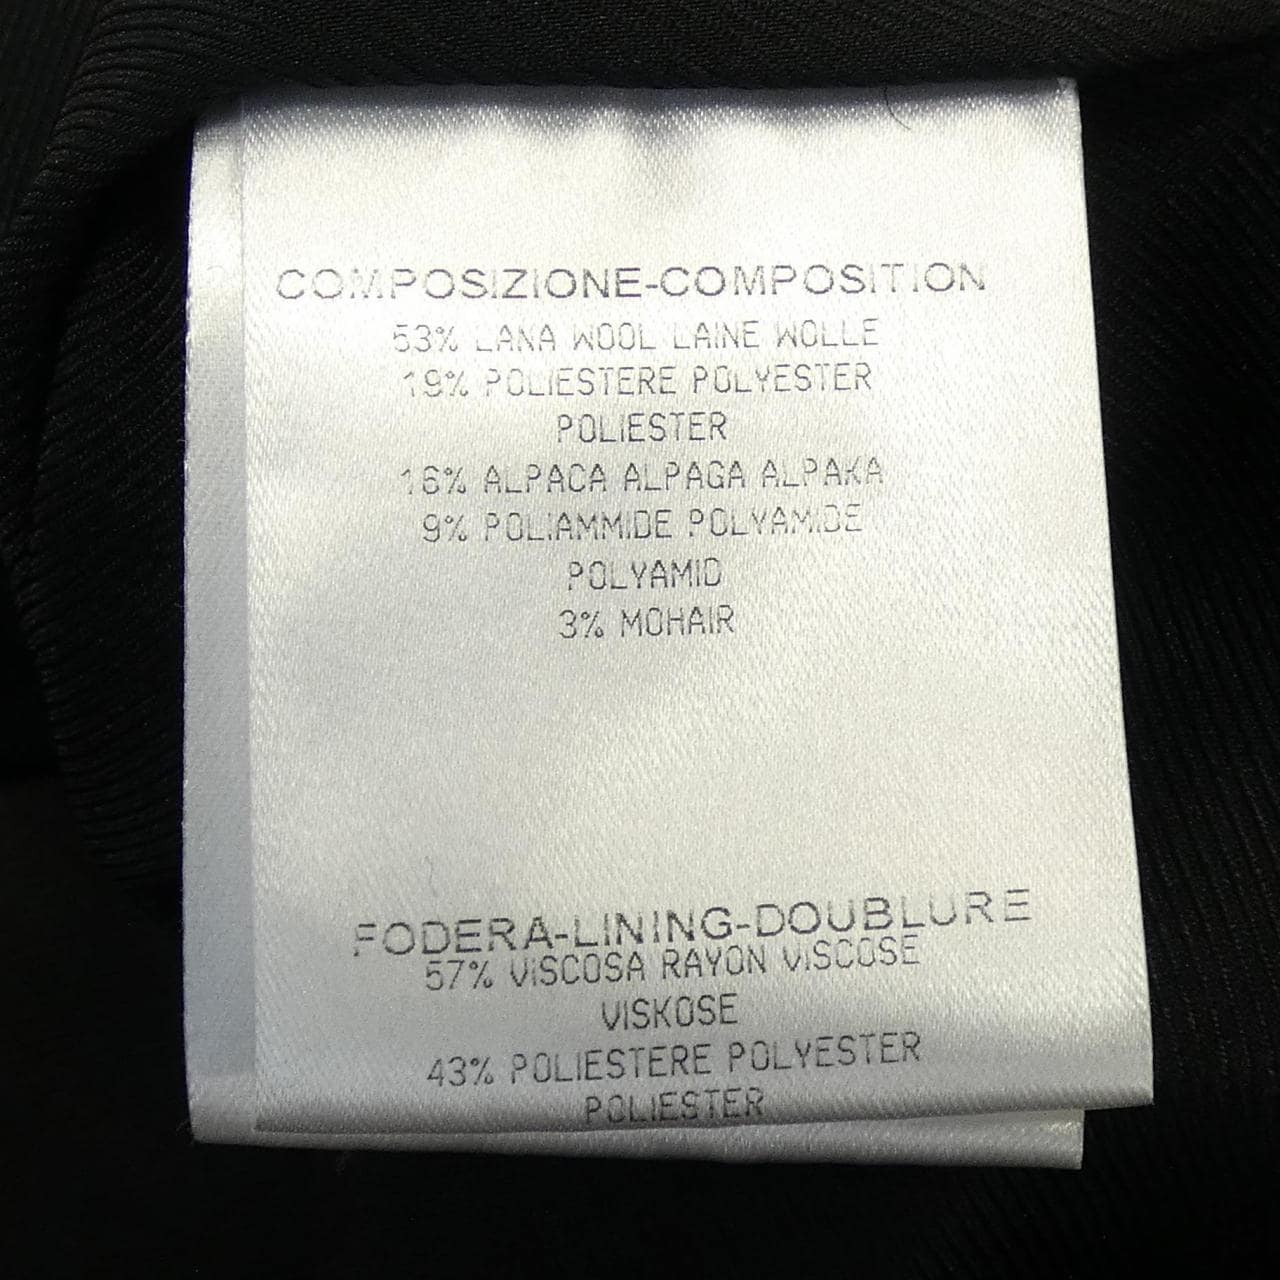 COMPOSIZIONE-COMPOSITION
53% LANA WOOL LAINE WOLLE
19% POLIESTERE POLYESTER
POLIESTER
16% ALPACA ALPAGA ALPAKA
9% POLIAMMIDE POLYAMIDE
POLYAMID
3% MOHAIR
FODERA-LINING-DOUBLURE
57% VISCOSA RAYON VISCOSE
VISKOSE
43% POLIESTERE POLYESTER
POLIESTER